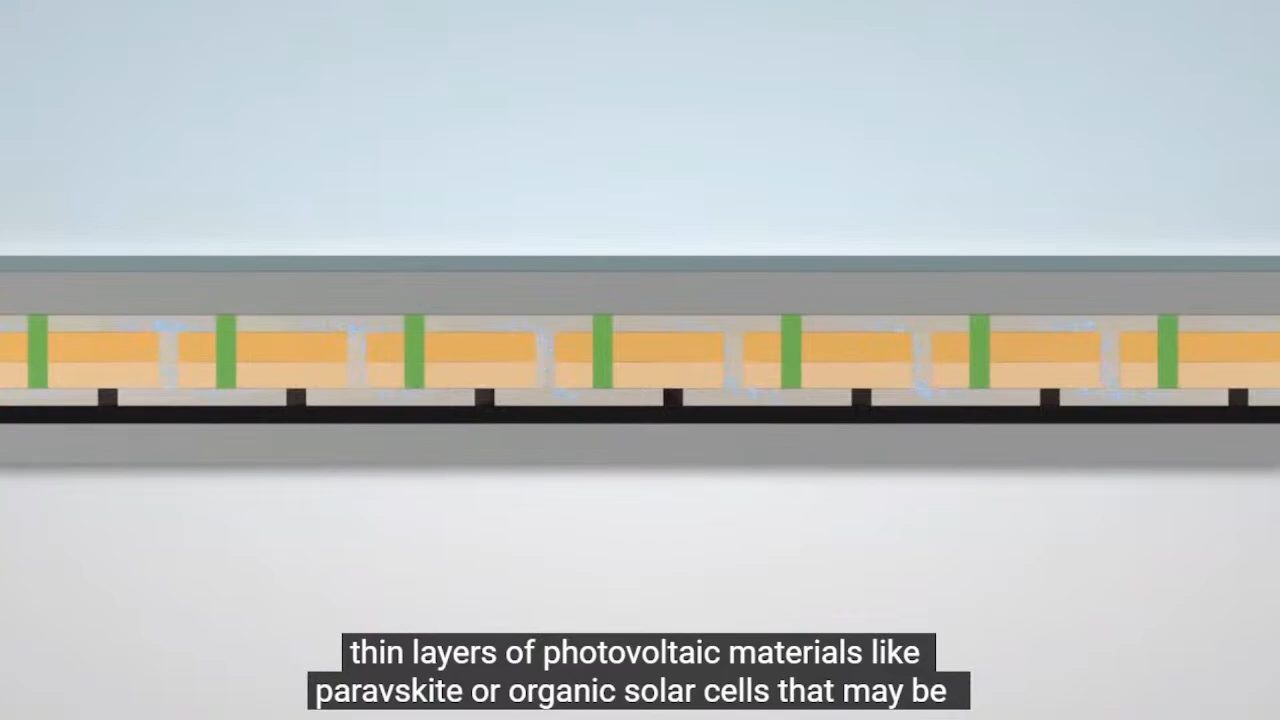 thin layers of photovoltaic materials like
paravskite or organic solar cells that may be